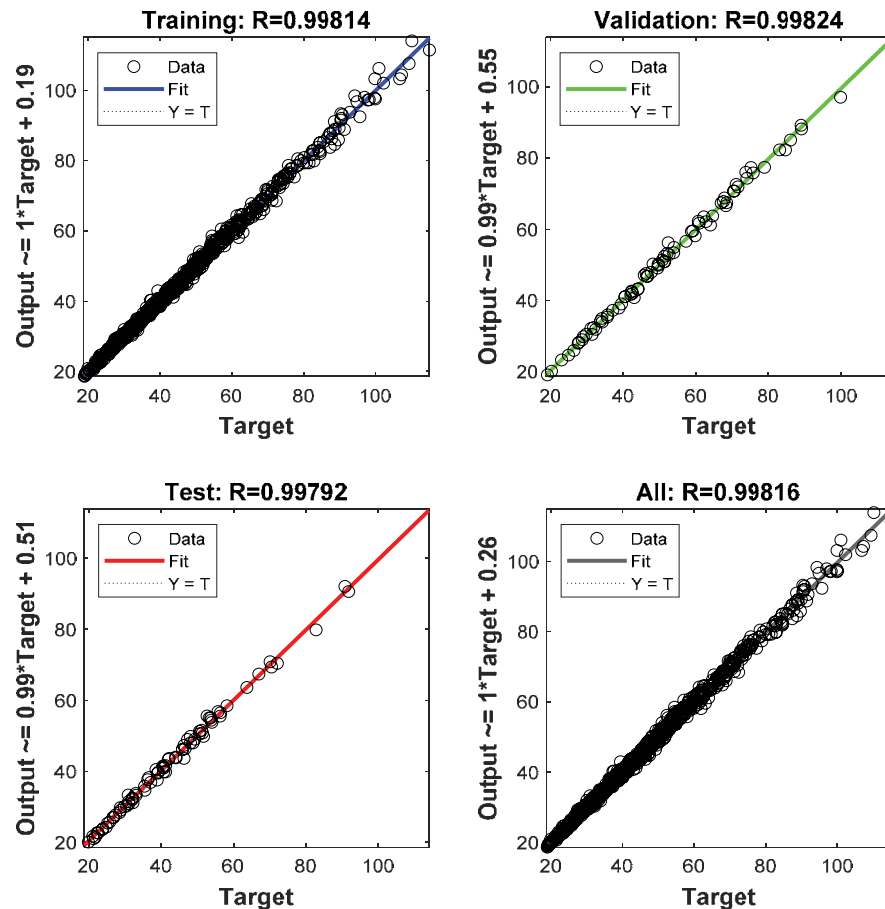 Training: R=0.99814
Output ~= 1*Target + 0.19
100
80
60
40
20
Data
Fit
Y = T
20 40 60 80 100
Target
Validation: R=0.99824
Output ~= 0.99*Target + 0.55
100
80
60
40
20
Data
Fit
Y = T
20 40 60 80 100
Target
Test: R=0.99792
Output ~= 0.99*Target + 0.51
100
80
60
40
20
Data
Fit
Y = T
20 40 60 80 100
Target
All: R=0.99816
Output ~= 1*Target + 0.26
100
80
60
40
20
Data
Fit
Y = T
20 40 60 80 100
Target